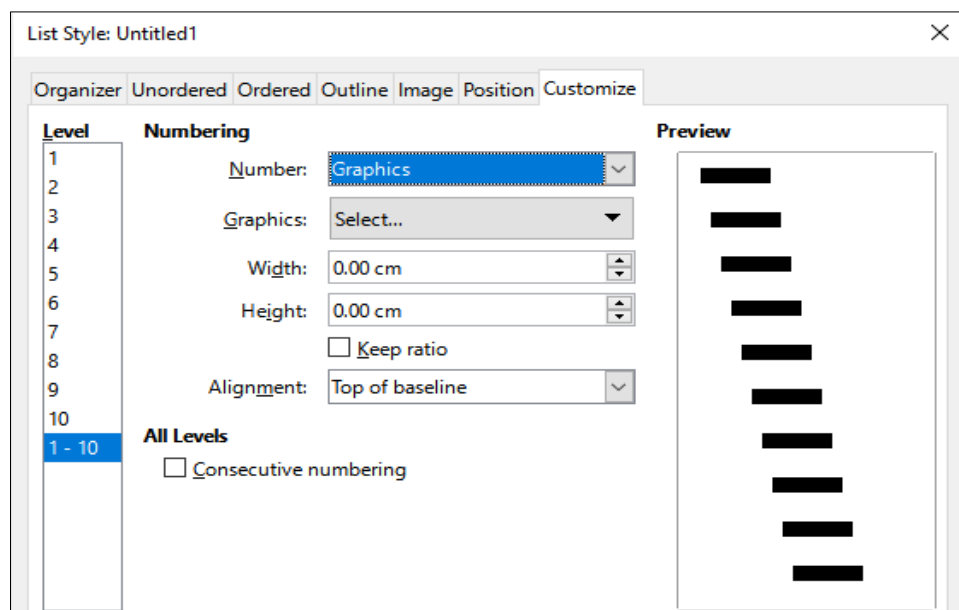 List Style: Untitled1
Organizer Unordered Ordered Outline Image Position Customize
Level
1
2
3
4
5
6
7
8
9
10
1 - 10
Numbering
Number: Graphics
Graphics: Select...
Width: 0.00 cm
Height: 0.00 cm
Keep ratio
Alignment: Top of baseline
All Levels
Consecutive numbering
Preview